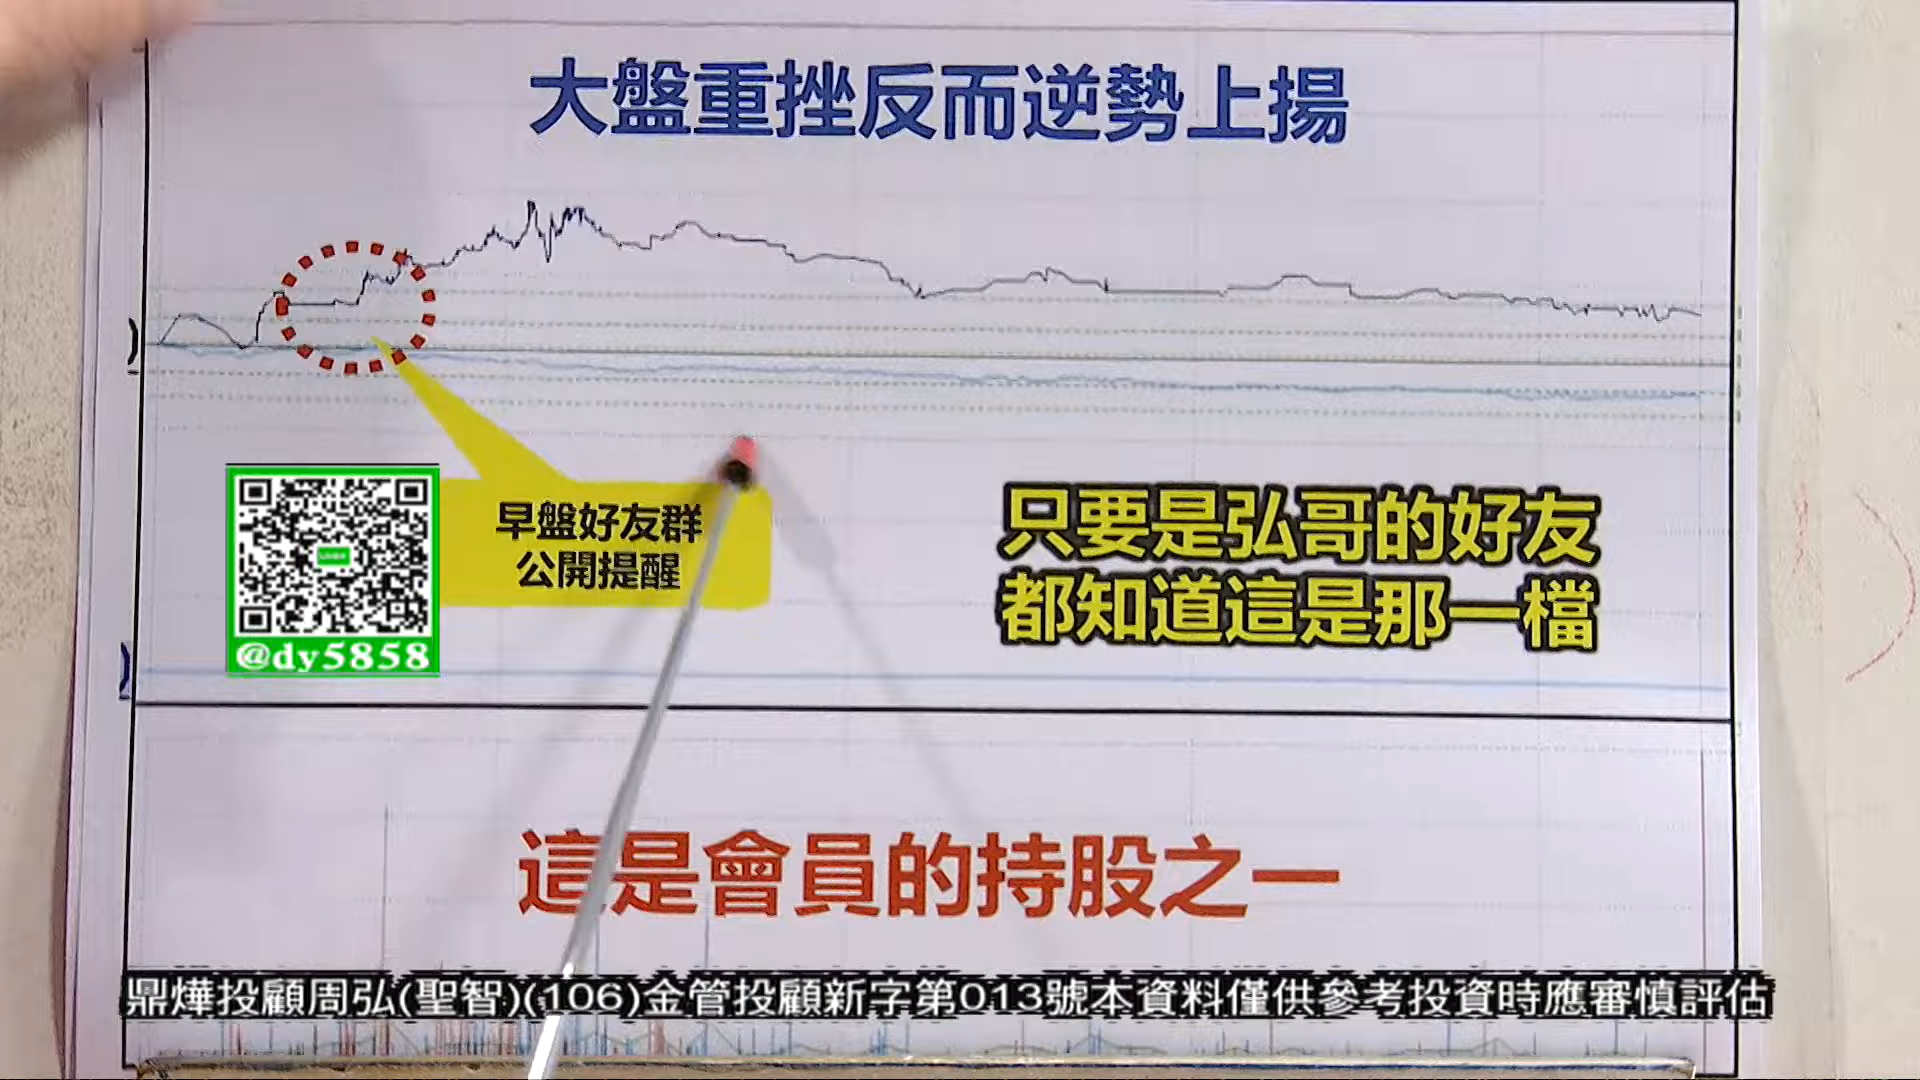 大盤重挫反而逆勢上揚
早盤好友群
公開提醒
@dy5858
只要是弘哥的好友
都知道這是那一檔
這是會員的持股之一
鼎燁投顧周弘(聖智)(106)金管投顧新字第013號本資料僅供參考投資時應審慎評估